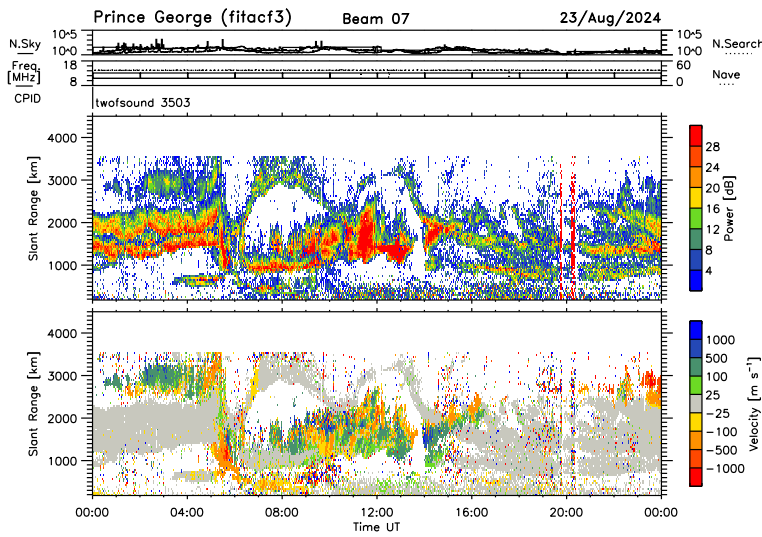 Prince George (fitacf3) Beam 07 23/Aug/2024
N.Sky 10^5 10^0 10^5 10^0 N.Search
Freq. [MHz] 18 8 60 0 Nave
CPID twofsound 3503
Slant Range [km]
4000
3000
2000
1000
Power [dB]
28
24
20
16
12
8
4
Slant Range [km]
4000
3000
2000
1000
Velocity [m s⁻¹]
1000
500
100
25
−25
−100
−500
−1000
00:00 04:00 08:00 12:00 16:00 20:00 00:00
Time UT